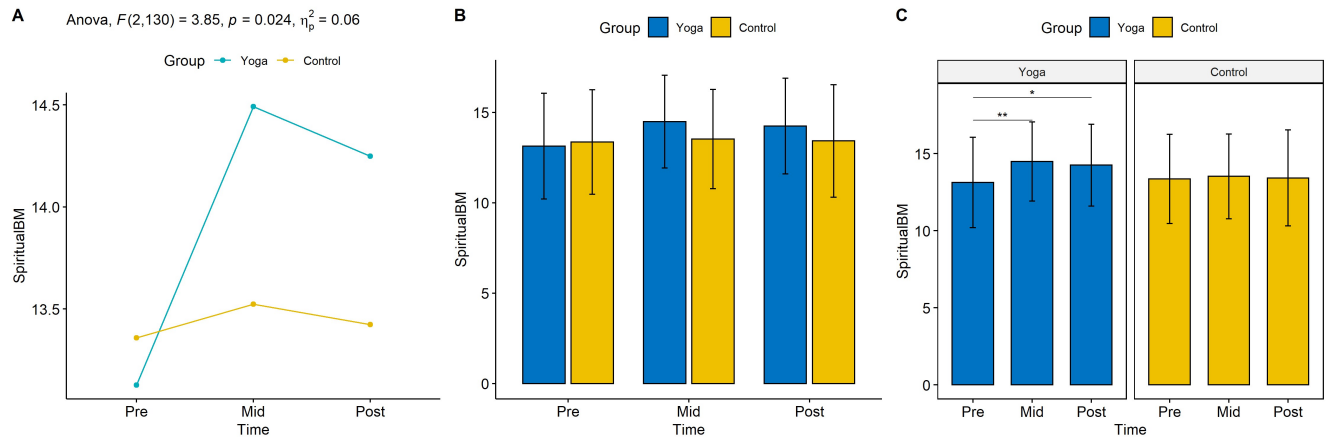 A
Anova, F(2,130) = 3.85, p = 0.024, η²p = 0.06
Group Yoga Control
14.5
14.0
13.5
SpiritualBM
Pre Mid Post
Time
B
Group Yoga Control
15
10
5
0
SpiritualBM
Pre Mid Post
Time
C
Group Yoga Control
Yoga Control
*
**
15
10
5
0
SpiritualBM
Pre Mid Post Pre Mid Post
Time